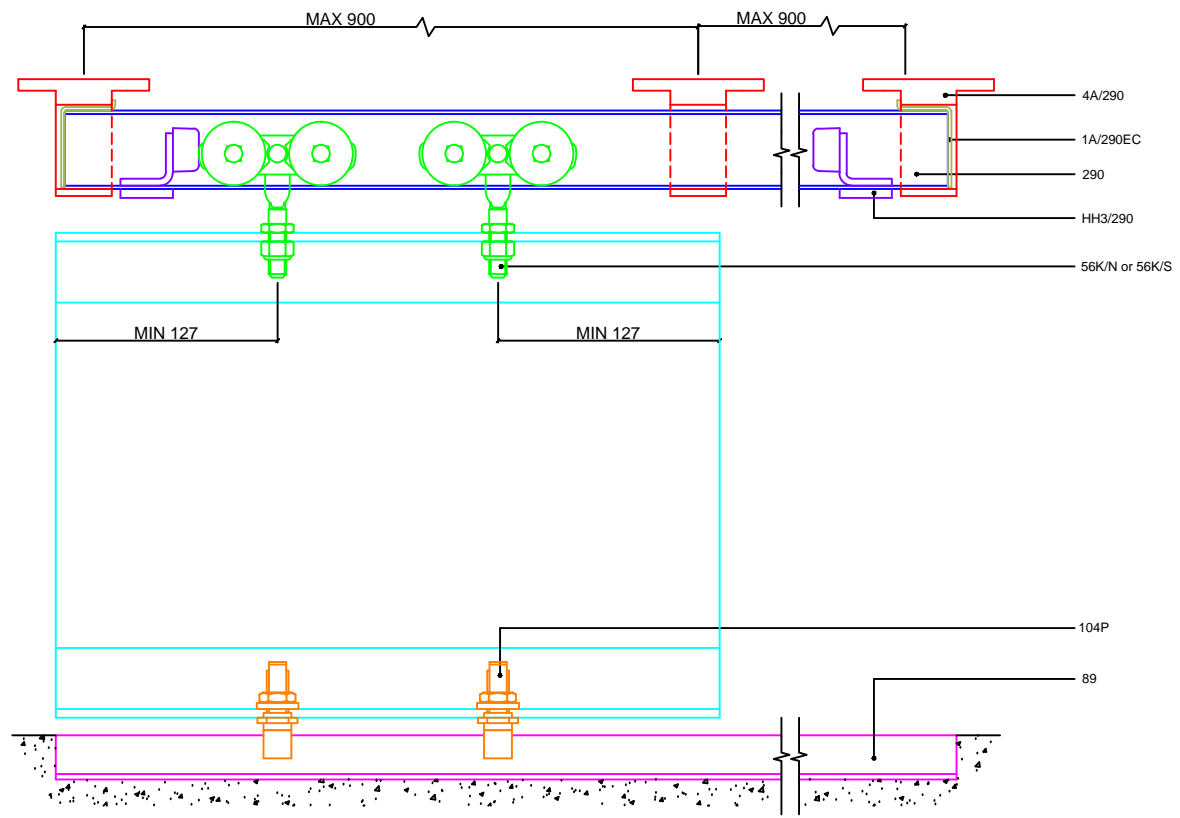 MAX 900
MAX 900
4A/290
1A/290EC
290
HH3/290
56K/N or 56K/S
MIN 127
MIN 127
104P
89